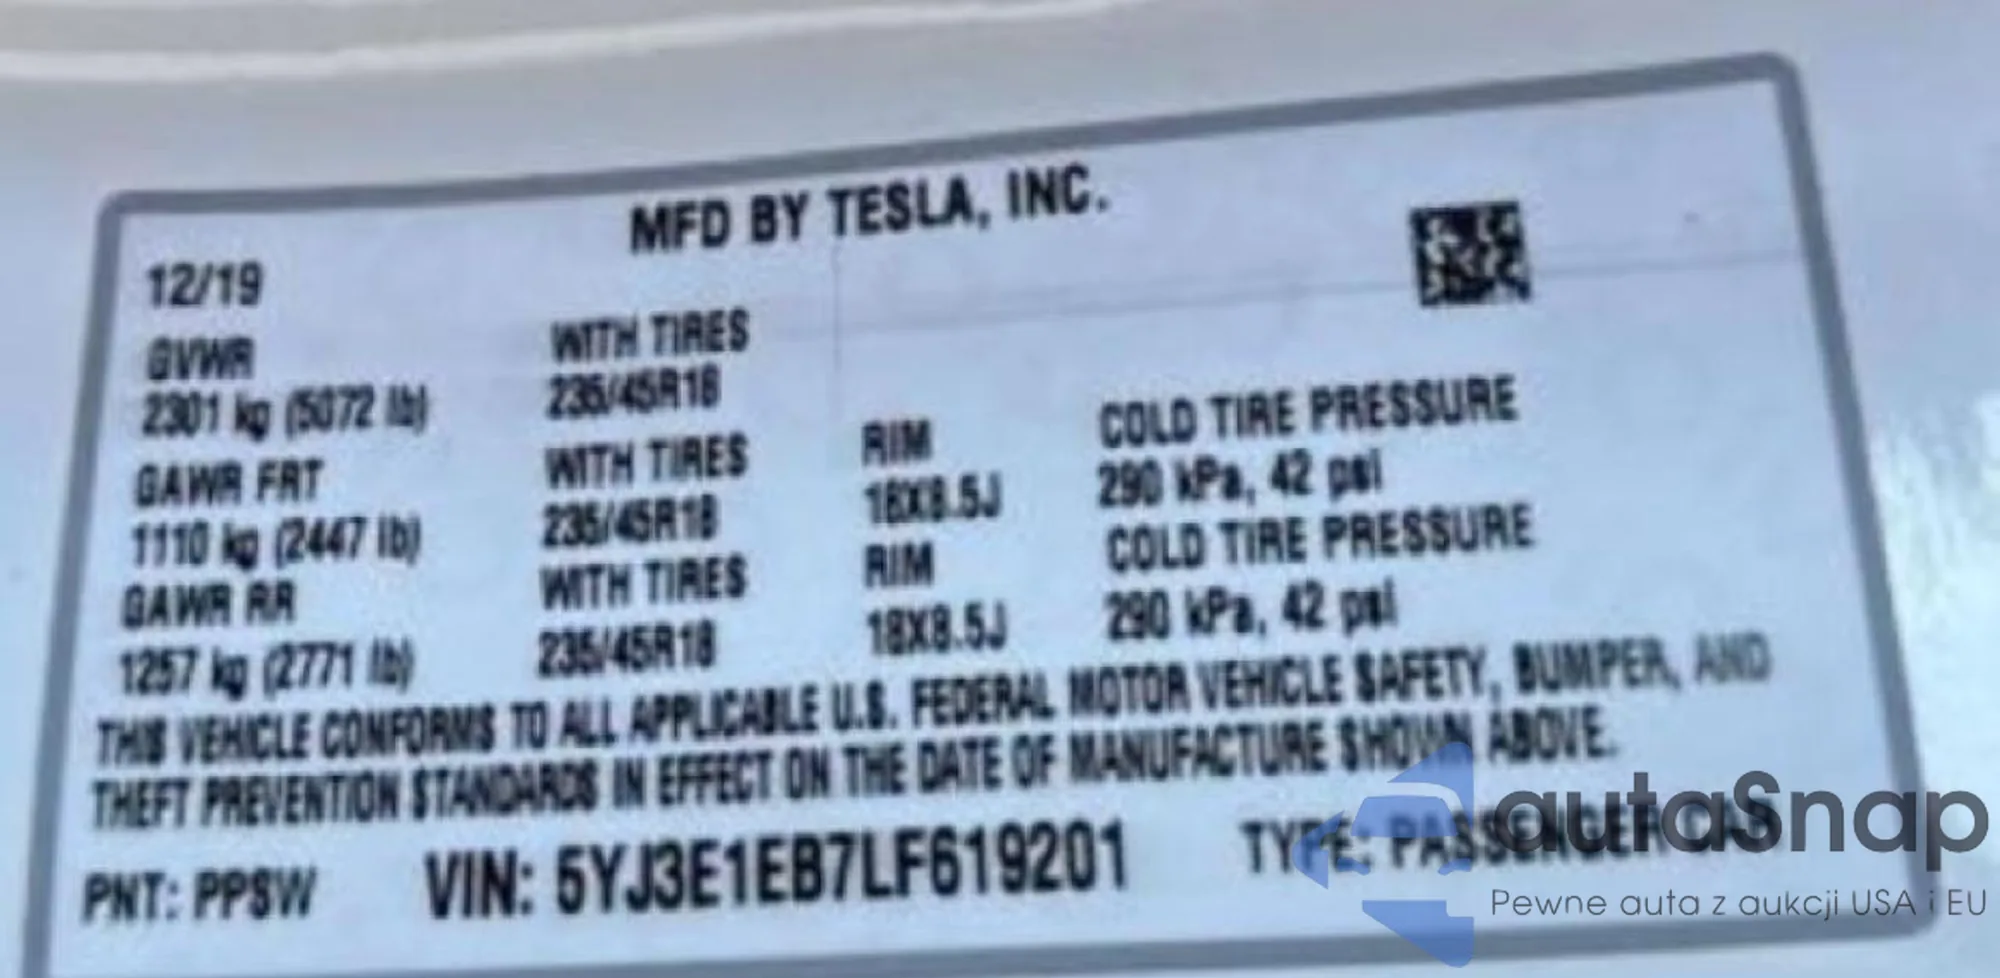 MFD BY TESLA, INC.
12/19
GVWR WITH TIRES
2301 kg (5072 lb) 235/45R18
GAWR FRT WITH TIRES RIM COLD TIRE PRESSURE
1110 kg (2447 lb) 235/45R18 18X8.5J 290 kPa, 42 psi
GAWR RR WITH TIRES RIM COLD TIRE PRESSURE
1257 kg (2771 lb) 235/45R18 18X8.5J 290 kPa, 42 psi
THIS VEHICLE CONFORMS TO ALL APPLICABLE U.S. FEDERAL MOTOR VEHICLE SAFETY, BUMPER, AND
THEFT PREVENTION STANDARDS IN EFFECT ON THE DATE OF MANUFACTURE SHOWN ABOVE.
PNT: PPSW VIN: 5YJ3E1EB7LF619201 TYPE: PASSENGER CAR
autaSnap
Pewne auta z aukcji USA i EU